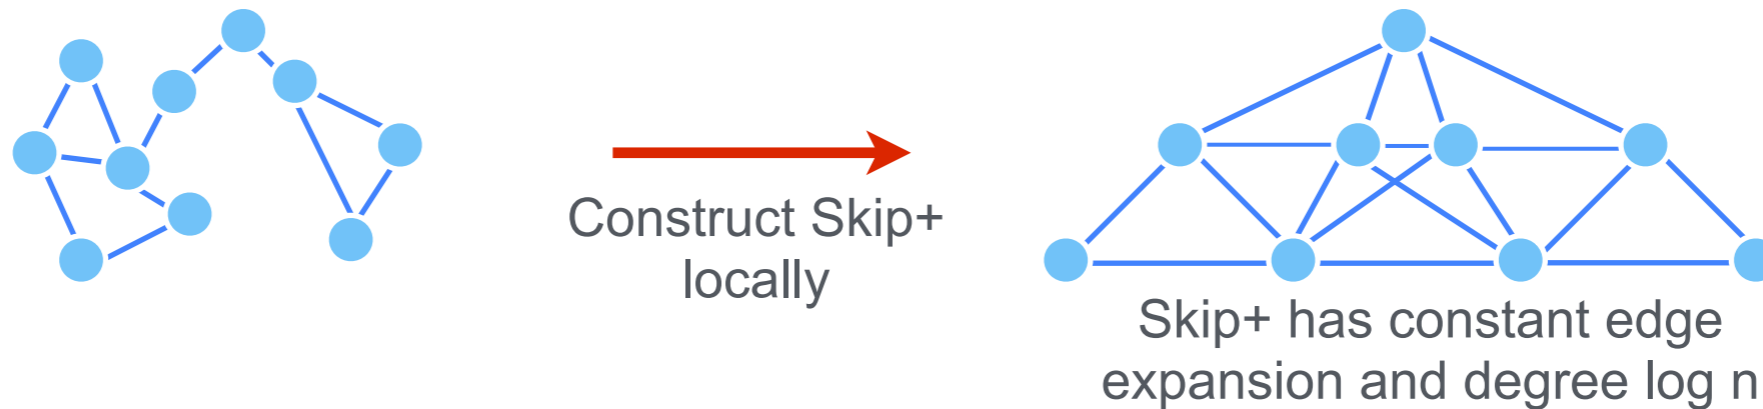 Construct Skip+
locally
Skip+ has constant edge
expansion and degree log n